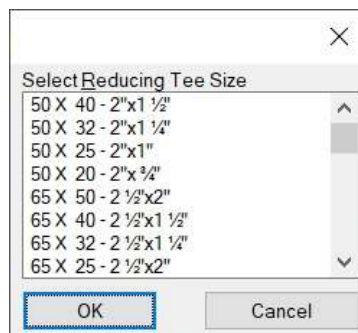 Select Reducing Tee Size
50 X 40 - 2"x1 ½"
50 X 32 - 2"x1 ¼"
50 X 25 - 2"x1"
50 X 20 - 2"x ¾"
65 X 50 - 2 ½"x2"
65 X 40 - 2 ½"x1 ½"
65 X 32 - 2 ½"x1 ¼"
65 X 25 - 2 ½"x2"
OK Cancel